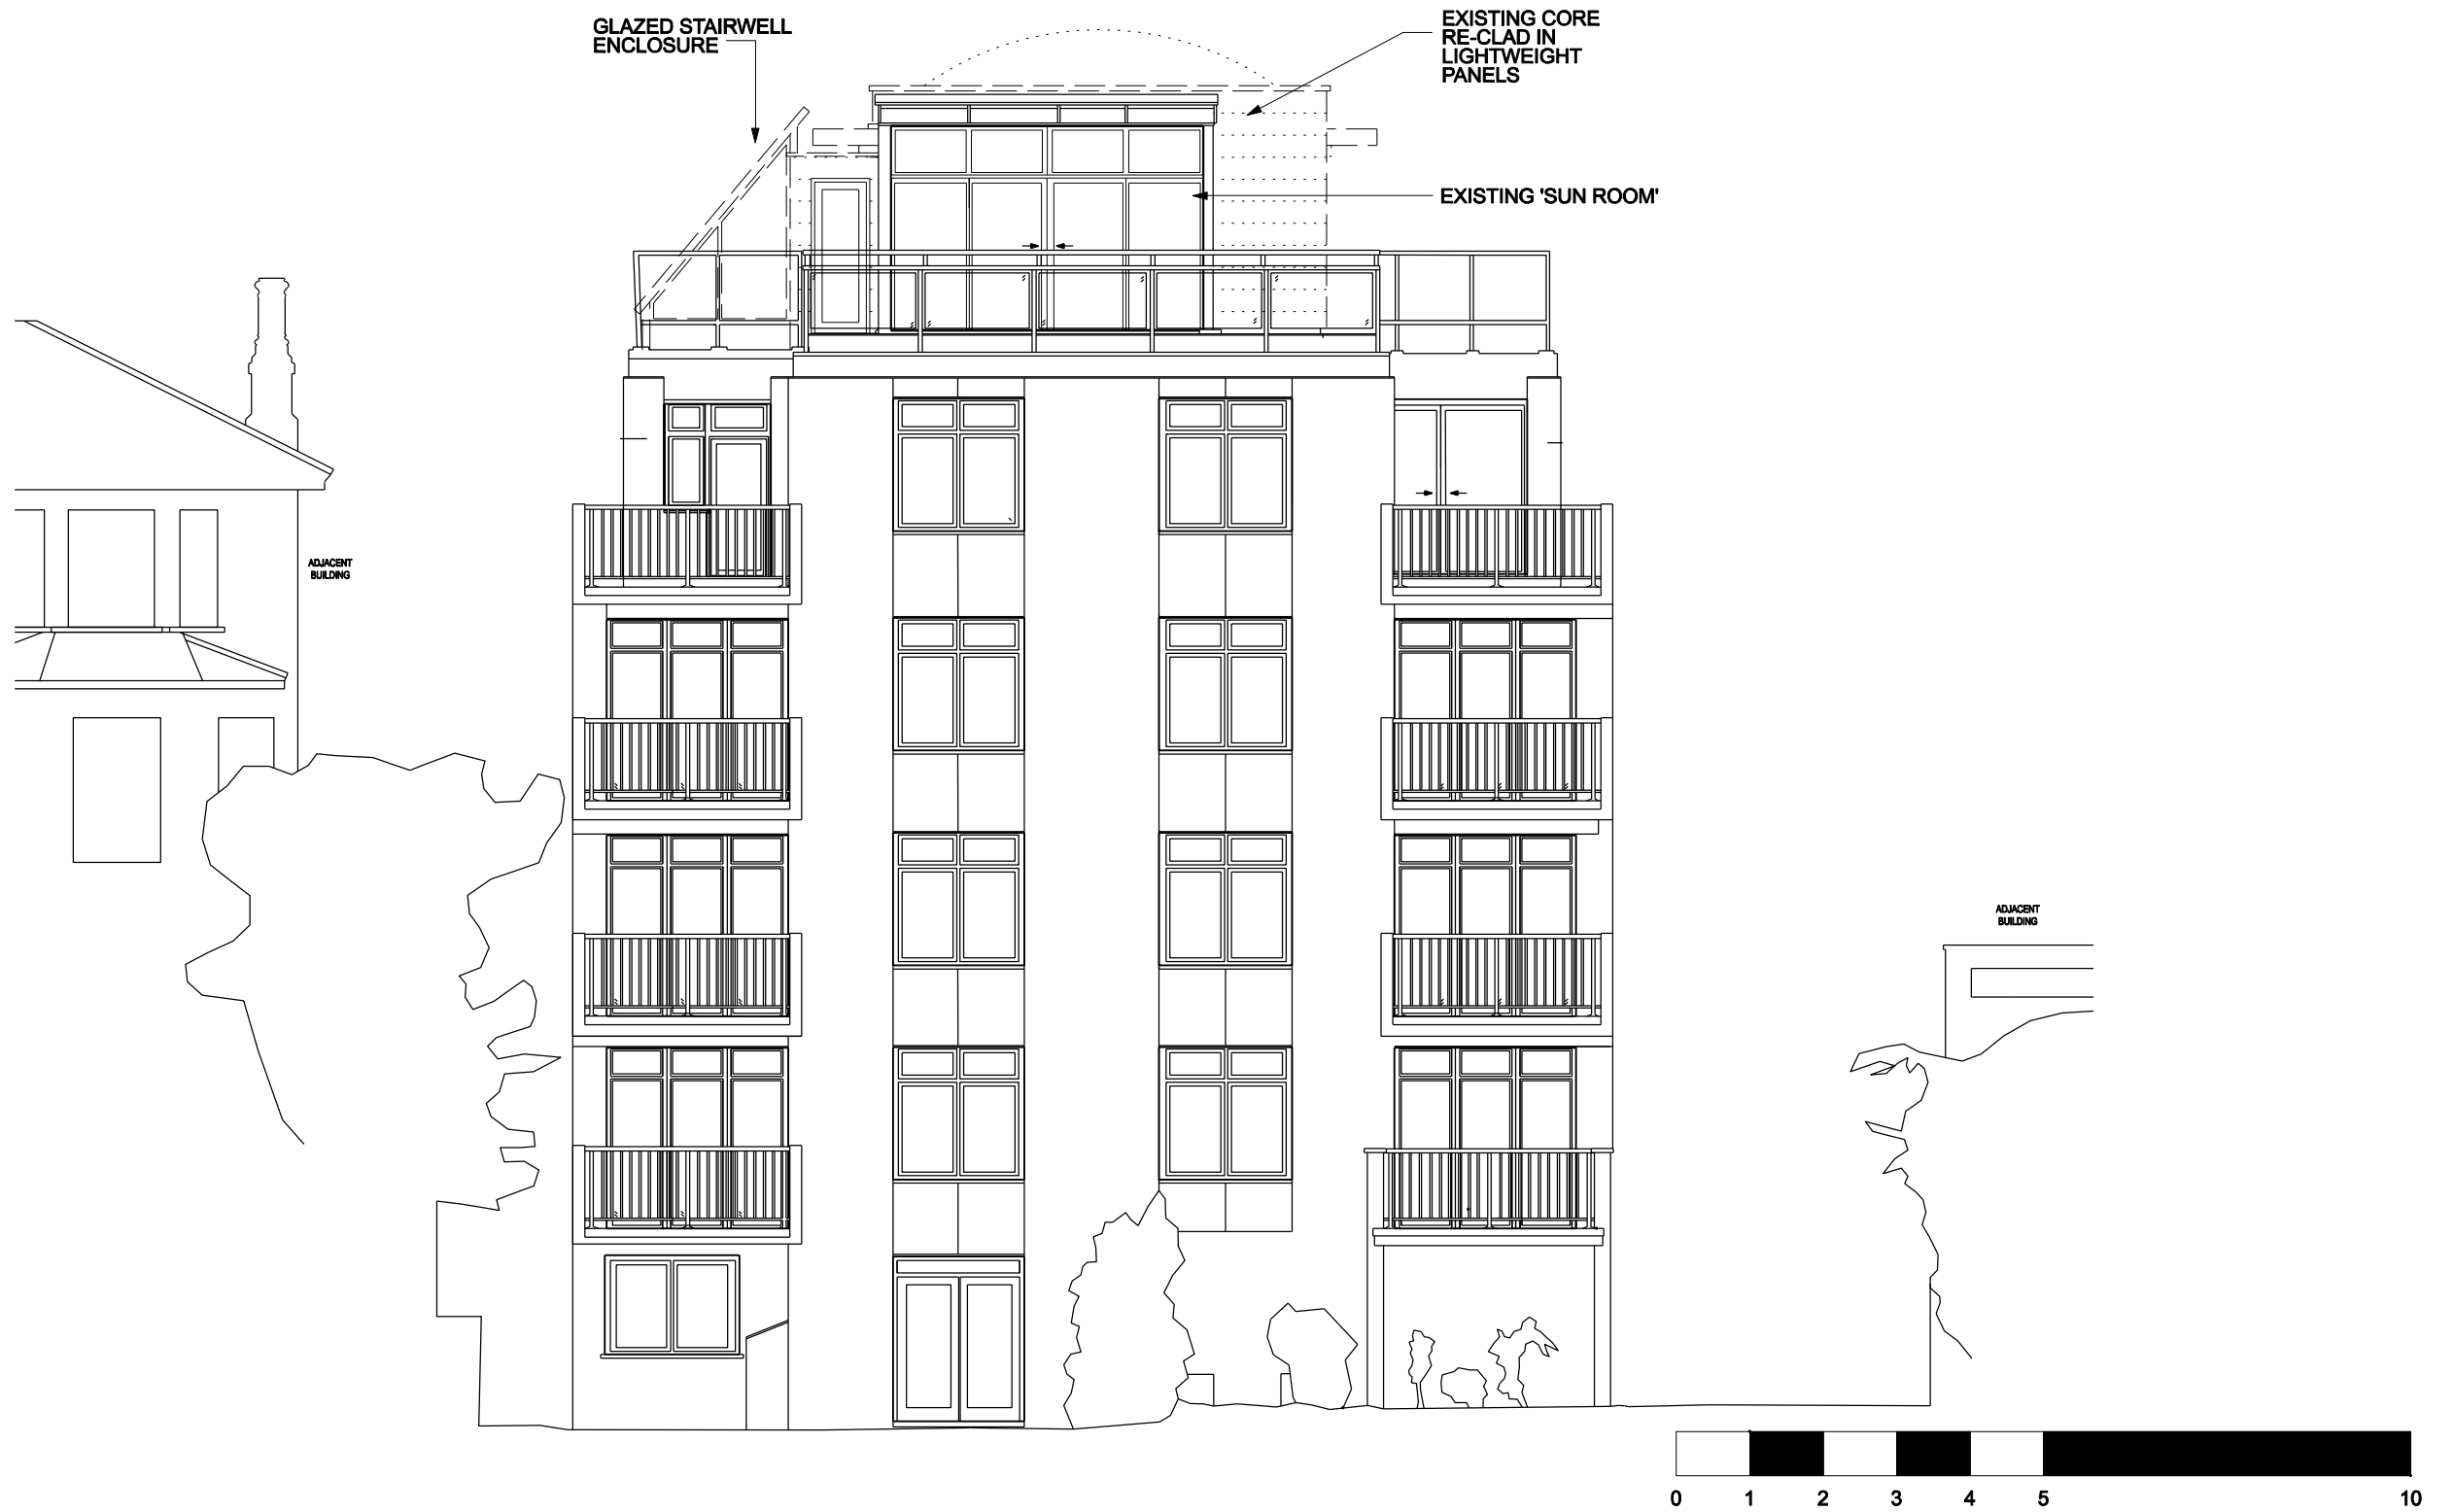 GLAZED STAIRWELL
ENCLOSURE
EXISTING CORE
RE-CLAD IN
LIGHTWEIGHT
PANELS
EXISTING 'SUN ROOM'
ADJACENT
BUILDING
ADJACENT
BUILDING
0 1 2 3 4 5 10